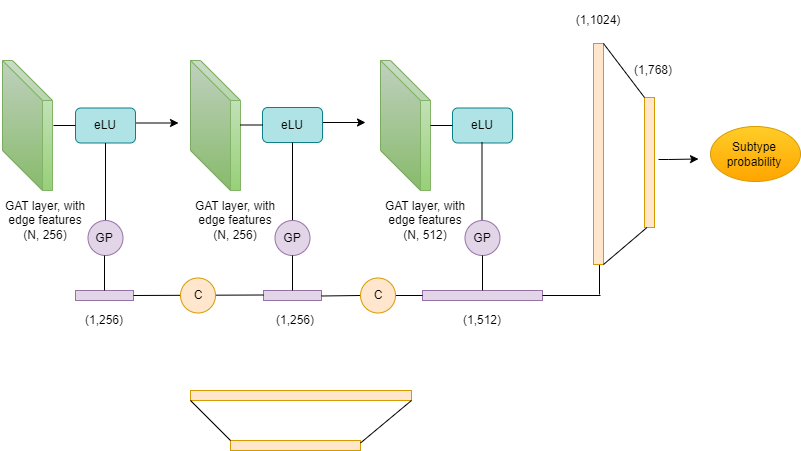 (1,1024)
(1,768)
eLU
eLU
eLU
Subtype
probability
GAT layer, with
edge features
(N, 256)
GAT layer, with
edge features
(N, 256)
GAT layer, with
edge features
(N, 512)
GP
GP
GP
C
C
(1,256)
(1,256)
(1,512)